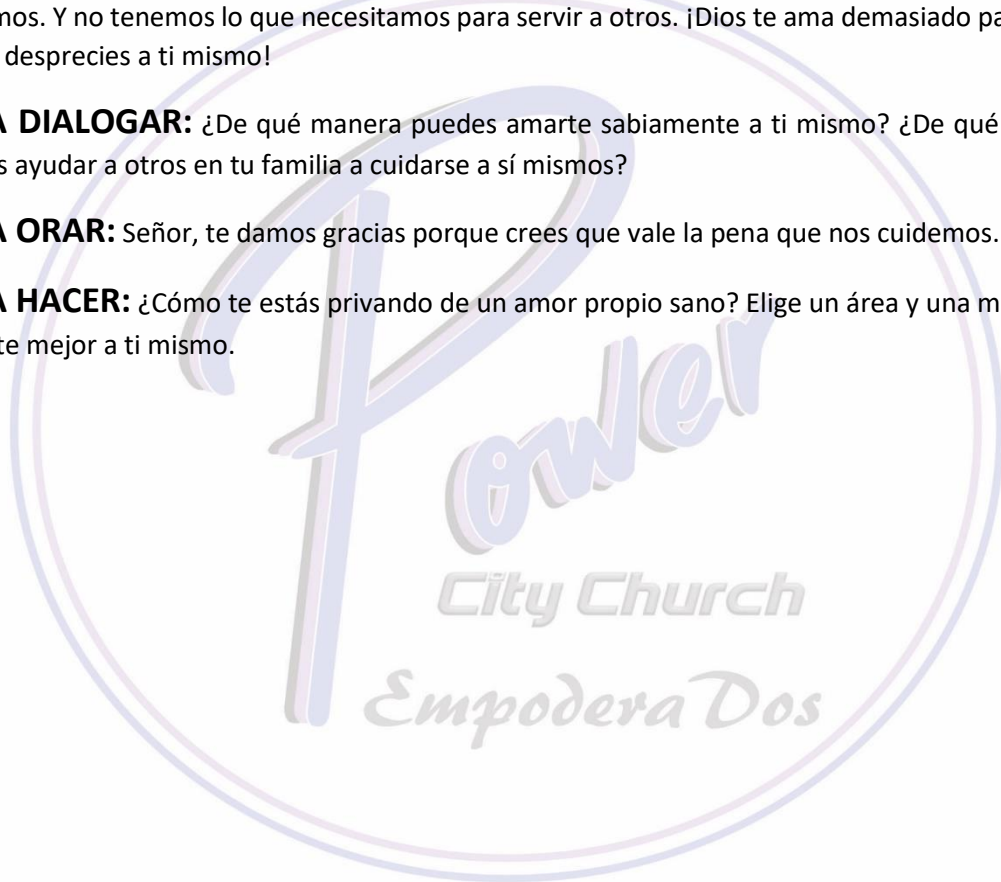 mos. Y no tenemos lo que necesitamos para servir a otros. ¡Dios te ama demasiado pa
desprecies a ti mismo!
A DIALOGAR: ¿De qué manera puedes amarte sabiamente a ti mismo? ¿De qué
s ayudar a otros en tu familia a cuidarse a sí mismos?
A ORAR: Señor, te damos gracias porque crees que vale la pena que nos cuidemos.
A HACER: ¿Cómo te estás privando de un amor propio sano? Elige un área y una m
te mejor a ti mismo.
Power
City Church
EmpoderaDos